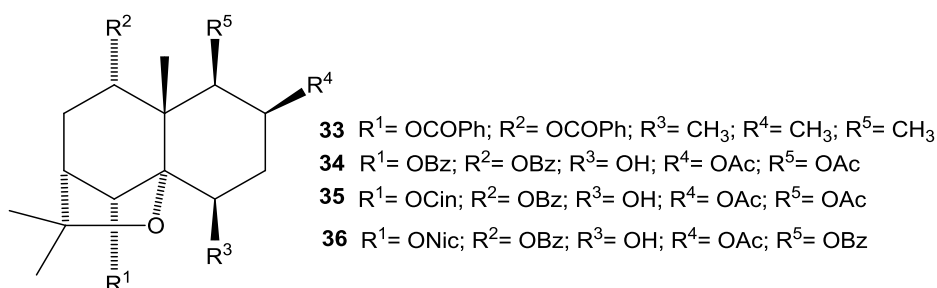 R²
R⁵
R⁴
33 R¹= OCOPh; R²= OCOPh; R³= CH₃; R⁴= CH₃; R⁵= CH₃
34 R¹= OBz; R²= OBz; R³= OH; R⁴= OAc; R⁵= OAc
35 R¹= OCin; R²= OBz; R³= OH; R⁴= OAc; R⁵= OAc
O
36 R¹= ONic; R²= OBz; R³= OH; R⁴= OAc; R⁵= OBz
R³
R¹